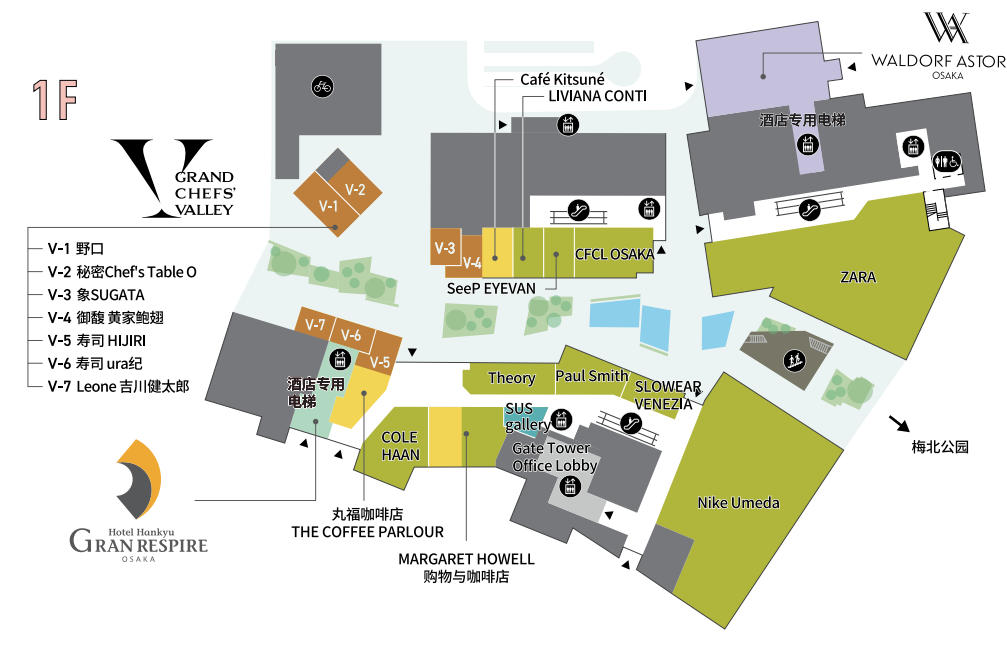 1F
WALDORF ASTOR
OSAKA
Café Kitsuné
LIVIANA CONTI
酒店专用电梯
GRAND
CHEFS'
VALLEY
V-2
V-1
V-1 野口
V-2 秘密Chef's Table O
V-3 象SUGATA
V-4 御馥 黄家鲍翅
V-5 寿司 HIJIRI
V-6 寿司 ura纪
V-7 Leone 吉川健太郎
V-3
V-4
CFCL OSAKA
SeeP EYEVAN
ZARA
V-7
V-6
V-5
酒店专用
电梯
Theory
Paul Smith
SLOWEAR
VENEZIA
COLE
HAAN
SUS
gallery
Gate Tower
Office Lobby
梅北公园
Nike Umeda
丸福咖啡店
THE COFFEE PARLOUR
MARGARET HOWELL
购物与咖啡店
Hotel Hankyu
GRAN RESPIRE
OSAKA